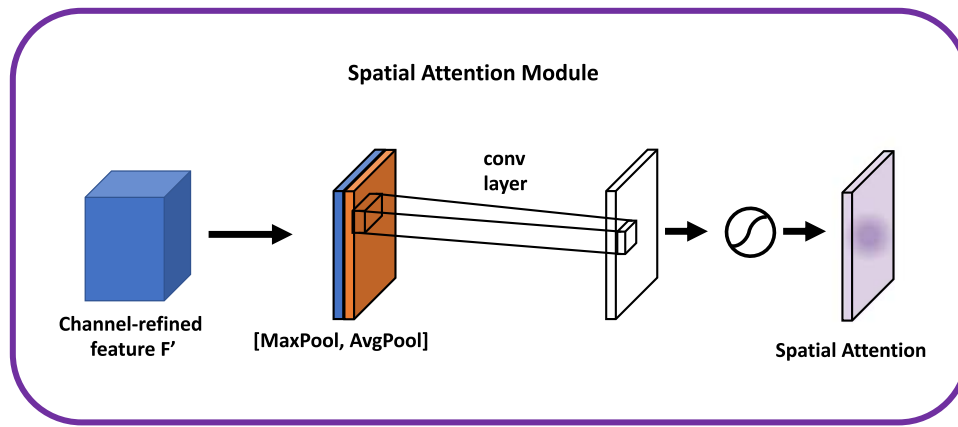 Spatial Attention Module
conv
layer
Channel-refined
feature F’
[MaxPool, AvgPool]
Spatial Attention